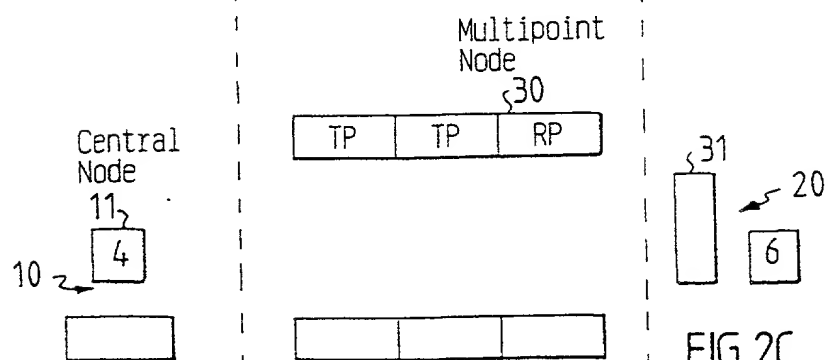 Multipoint
Node
30
TP TP RP
Central
Node
11
4
10
31
20
6
FIG. 2C